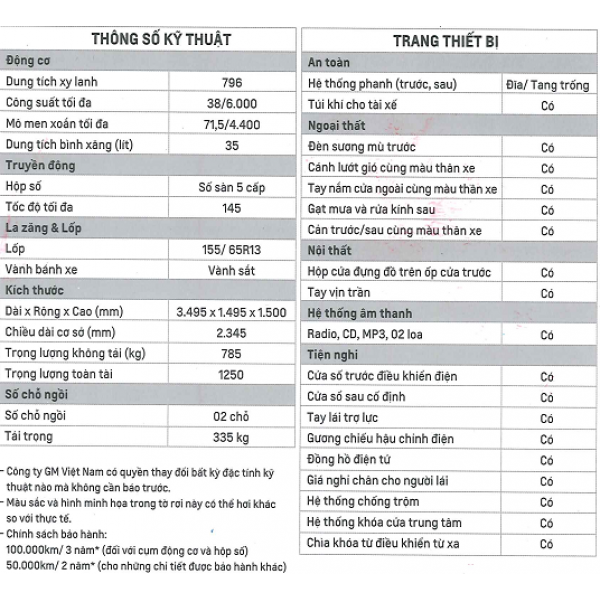 THÔNG SỐ KỸ THUẬT
Động cơ
Dung tích xy lanh 796
Công suất tối đa 38/6.000
Mô men xoắn tối đa 71,5/4.400
Dung tích bình xăng (lít) 35
Truyền động
Hộp số Số sàn 5 cấp
Tốc độ tối đa 145
La zăng & Lốp
Lốp 155/ 65R13
Vành bánh xe Vành sắt
Kích thước
Dài x Rộng x Cao (mm) 3.495 x 1.495 x 1.500
Chiều dài cơ sở (mm) 2.345
Trọng lượng không tải (kg) 785
Trọng lượng toàn tải 1250
Số chỗ ngồi
Số chỗ ngồi 02 chỗ
Tải trọng 335 kg
- Công ty GM Việt Nam có quyền thay đổi bất kỳ đặc tính kỹ
thuật nào mà không cần báo trước.
- Màu sắc và hình minh họa trong tờ rơi này có thể hơi khác
so với thực tế.
- Chính sách bảo hành:
100.000km/ 3 năm* (đối với cụm động cơ và hộp số)
50.000km/ 2 năm* (cho những chi tiết được bảo hành khác)
TRANG THIẾT BỊ
An toàn
Hệ thống phanh (trước, sau) Đĩa/ Tang trống
Túi khí cho tài xế Có
Ngoại thất
Đèn sương mù trước Có
Cánh lướt gió cùng màu thân xe Có
Tay nắm cửa ngoài cùng màu thân xe Có
Gạt mưa và rửa kính sau Có
Cản trước/sau cùng màu thân xe Có
Nội thất
Hộp cửa đựng đồ trên ốp cửa trước Có
Tay vịn trần Có
Hệ thống âm thanh
Radio, CD, MP3, 02 loa Có
Tiện nghi
Cửa sổ trước điều khiển điện Có
Cửa sổ sau cố định Có
Tay lái trợ lực Có
Gương chiếu hậu chỉnh điện Có
Đồng hồ điện tử Có
Giá nghỉ chân cho người lái Có
Hệ thống chống trộm Có
Hệ thống khóa cửa trung tâm Có
Chìa khóa từ điều khiển từ xa Có